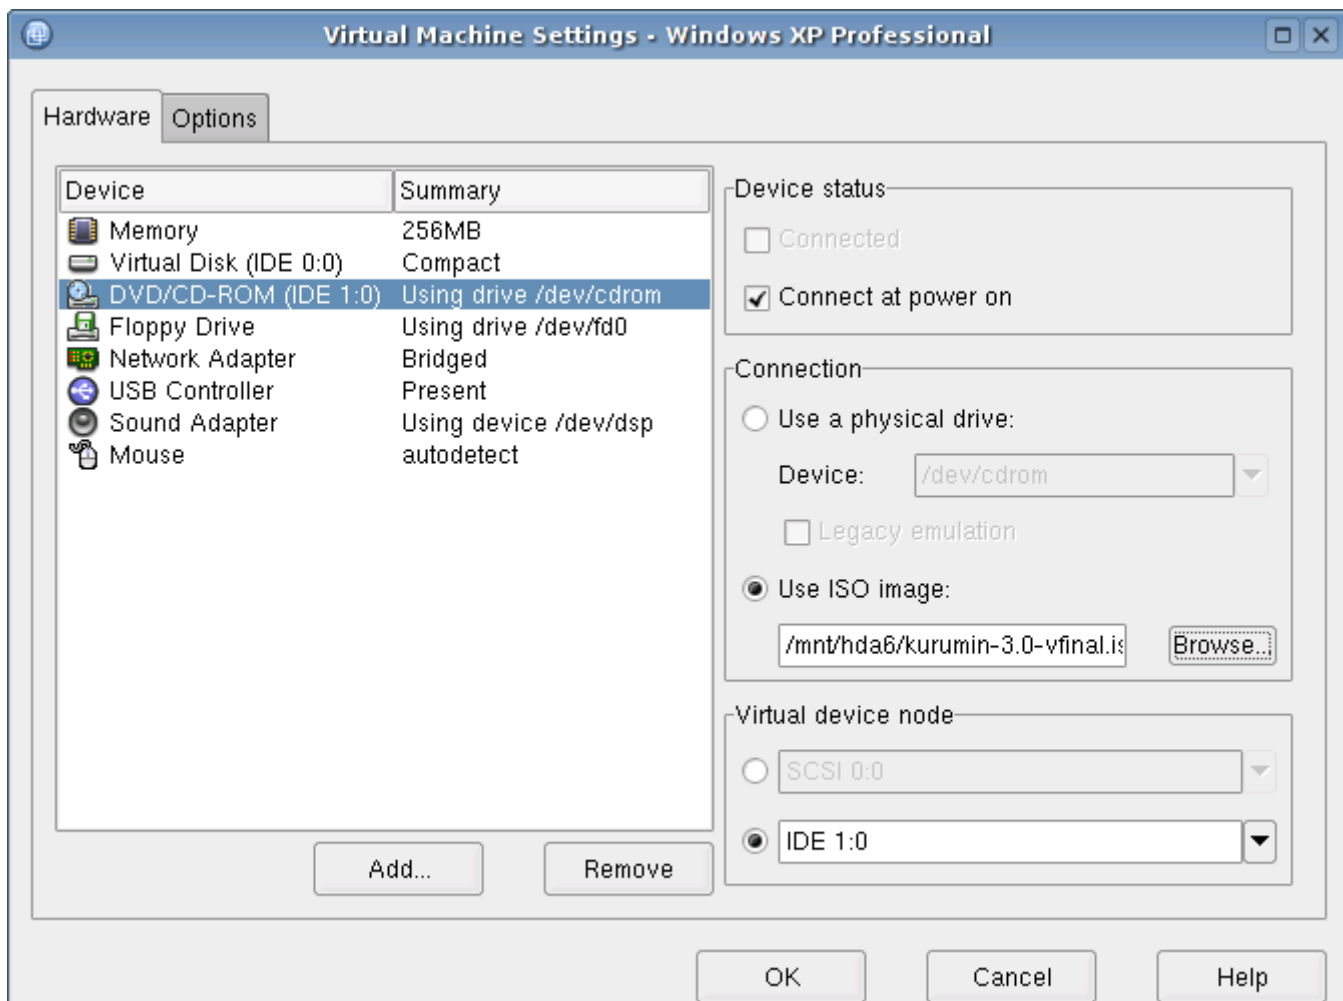 Virtual Machine Settings - Windows XP Professional
Hardware Options
Device Summary
Memory 256MB
Virtual Disk (IDE 0:0) Compact
DVD/CD-ROM (IDE 1:0) Using drive /dev/cdrom
Floppy Drive Using drive /dev/fd0
Network Adapter Bridged
USB Controller Present
Sound Adapter Using device /dev/dsp
Mouse autodetect
Add... Remove
Device status
Connected
Connect at power on
Connection
Use a physical drive:
Device: /dev/cdrom
Legacy emulation
Use ISO image:
/mnt/hda6/kurumin-3.0-vfinal.is Browse...
Virtual device node
SCSI 0:0
IDE 1:0
OK Cancel Help